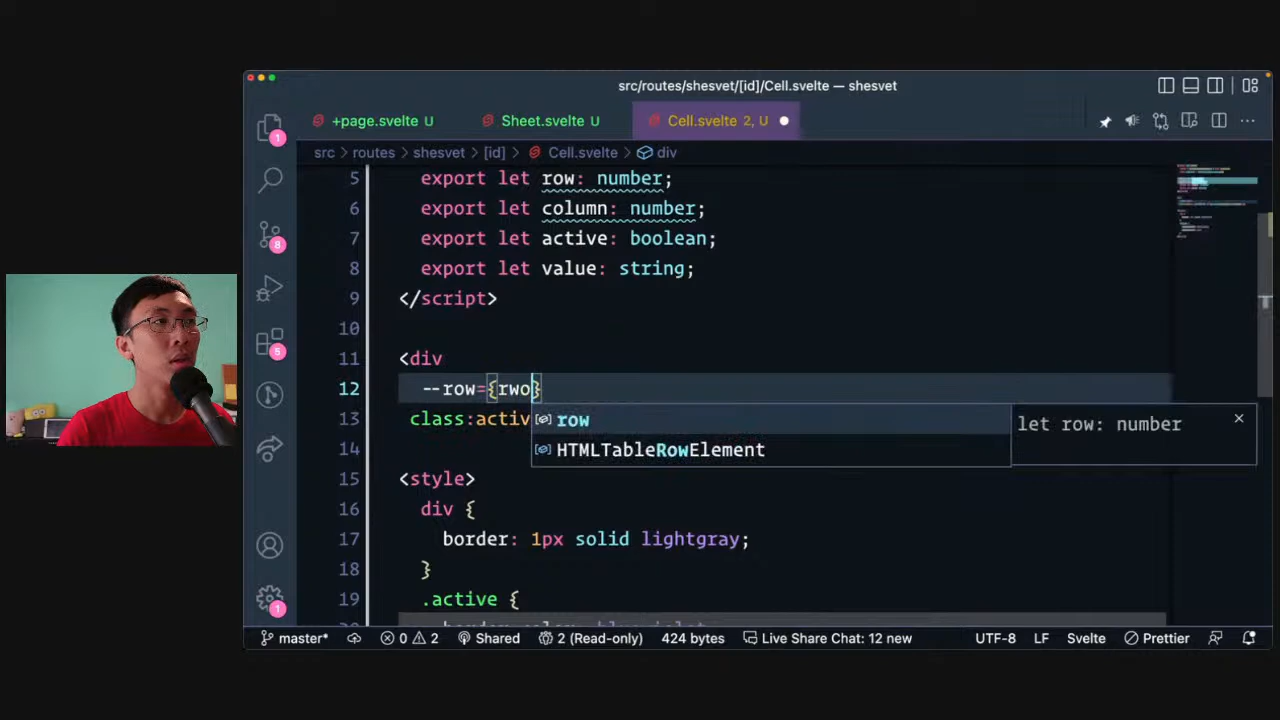 src/routes/shesvet/[id]/Cell.svelte — shesvet
+page.svelte U
Sheet.svelte U
Cell.svelte 2, U
src > routes > shesvet > [id] > Cell.svelte > div
5 export let row: number;
6 export let column: number;
7 export let active: boolean;
8 export let value: string;
9 </script>
10
11 <div
12 --row={rwo}
13 class:activ
row
let row: number
HTMLTableRowElement
14
15 <style>
16 div {
17 border: 1px solid lightgray;
18 }
19 .active {
1
8
5
1
master* 0 2 Shared 2 (Read-only) 424 bytes Live Share Chat: 12 new UTF-8 LF Svelte Prettier